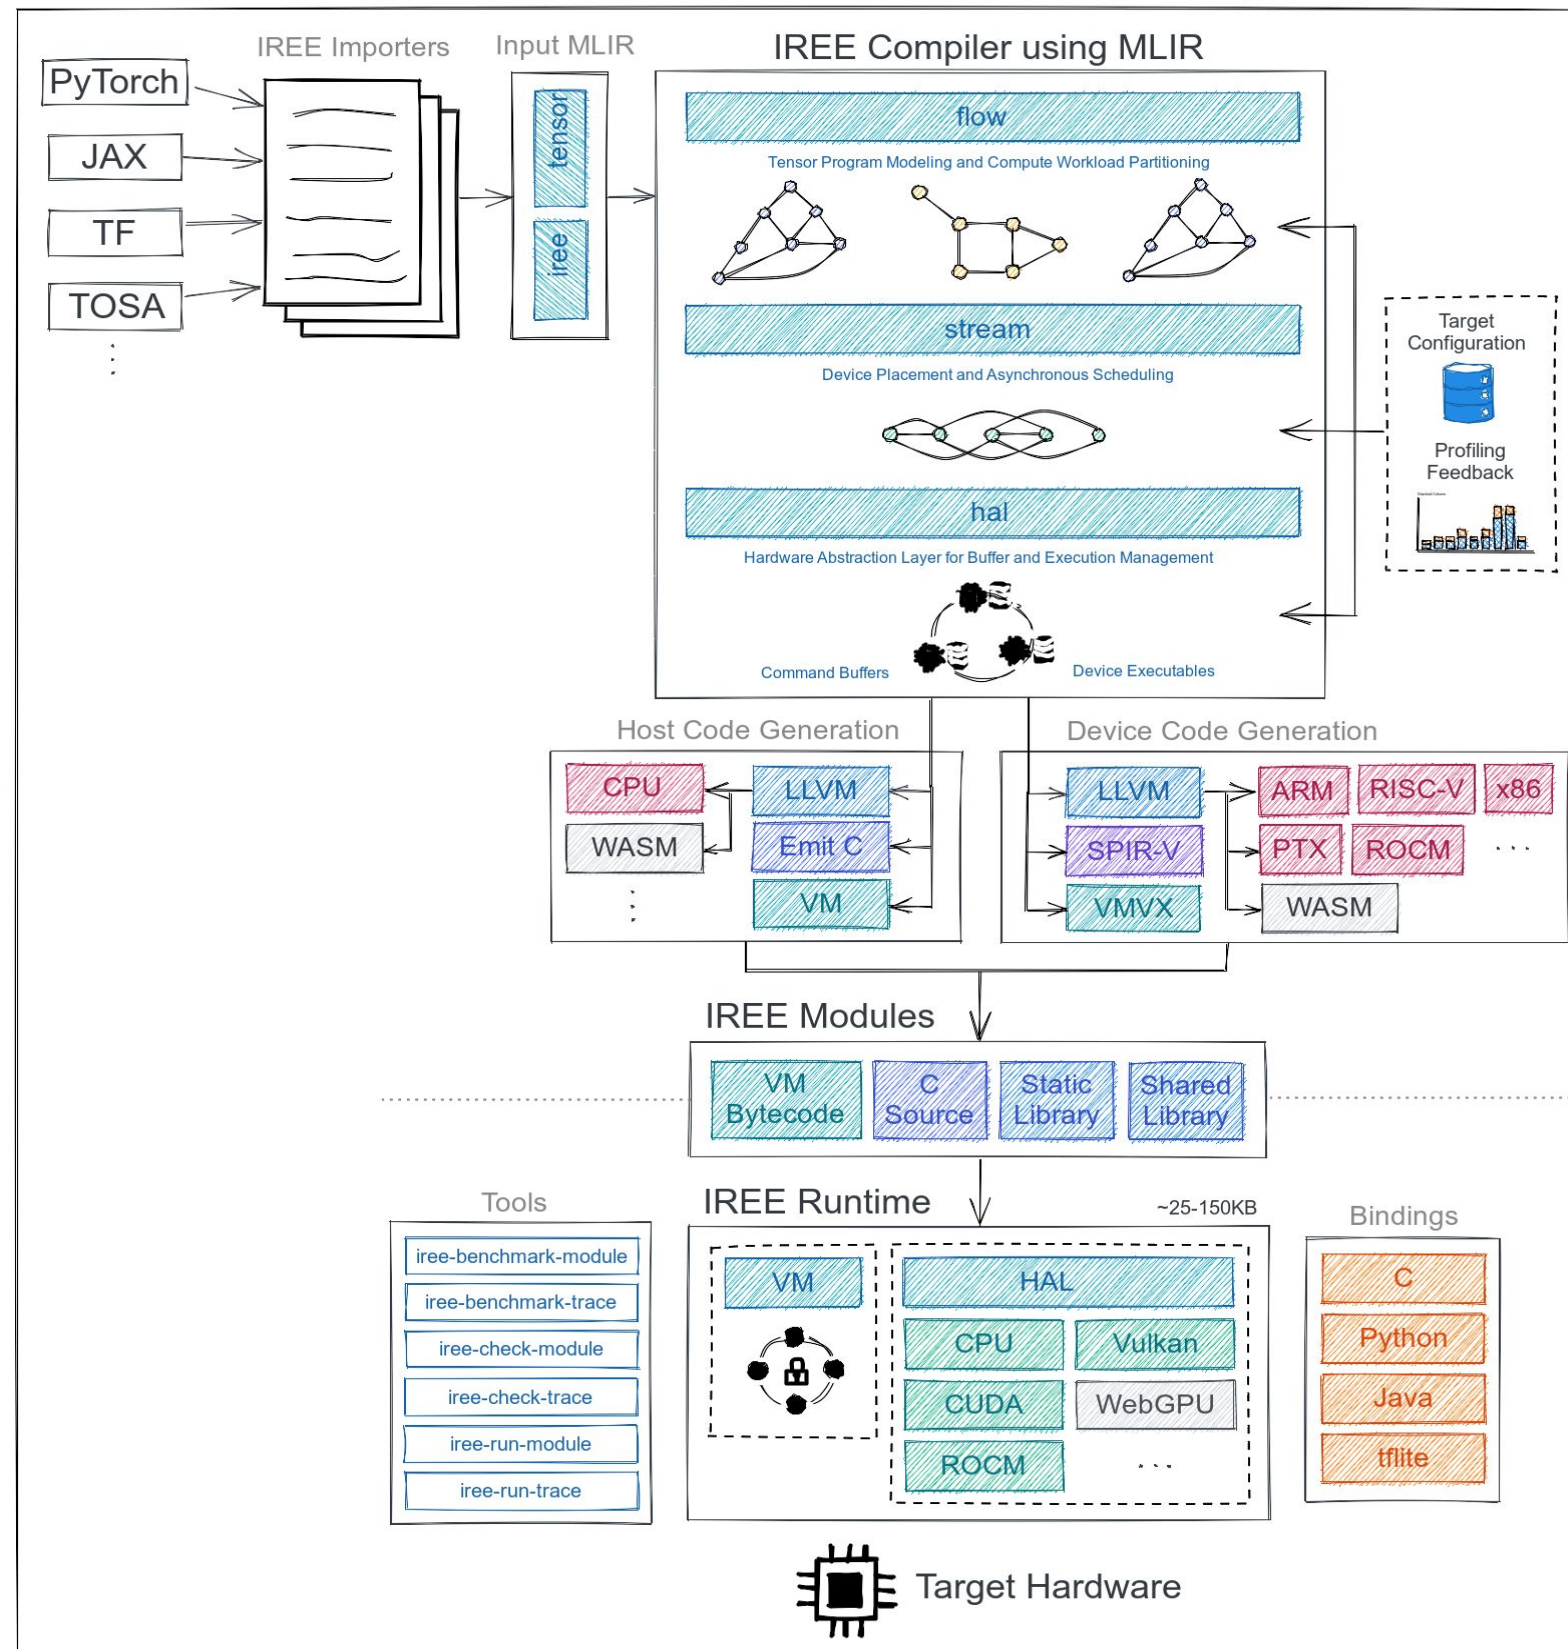 IREE Importers
Input MLIR
IREE Compiler using MLIR
PyTorch
JAX
TF
TOSA
tensor
iree
flow
Tensor Program Modeling and Compute Workload Partitioning
stream
Device Placement and Asynchronous Scheduling
hal
Hardware Abstraction Layer for Buffer and Execution Management
Command Buffers
Device Executables
Target
Configuration
Profiling
Feedback
Host Code Generation
CPU
LLVM
WASM
Emit C
VM
Device Code Generation
LLVM
ARM
RISC-V
x86
SPIR-V
PTX
ROCM
. . .
VMVX
WASM
IREE Modules
VM
Bytecode
C
Source
Static
Library
Shared
Library
Tools
iree-benchmark-module
iree-benchmark-trace
iree-check-module
iree-check-trace
iree-run-module
iree-run-trace
IREE Runtime
~25-150KB
VM
HAL
CPU
Vulkan
CUDA
WebGPU
ROCM
. . .
Bindings
C
Python
Java
tflite
Target Hardware